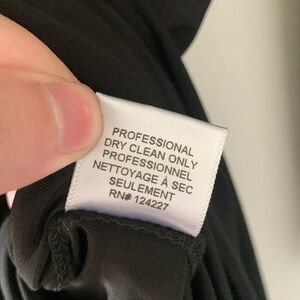 PROFESSIONAL
DRY CLEAN ONLY
PROFESSIONNEL
NETTOYAGE À SEC
SEULEMENT
RN# 124227